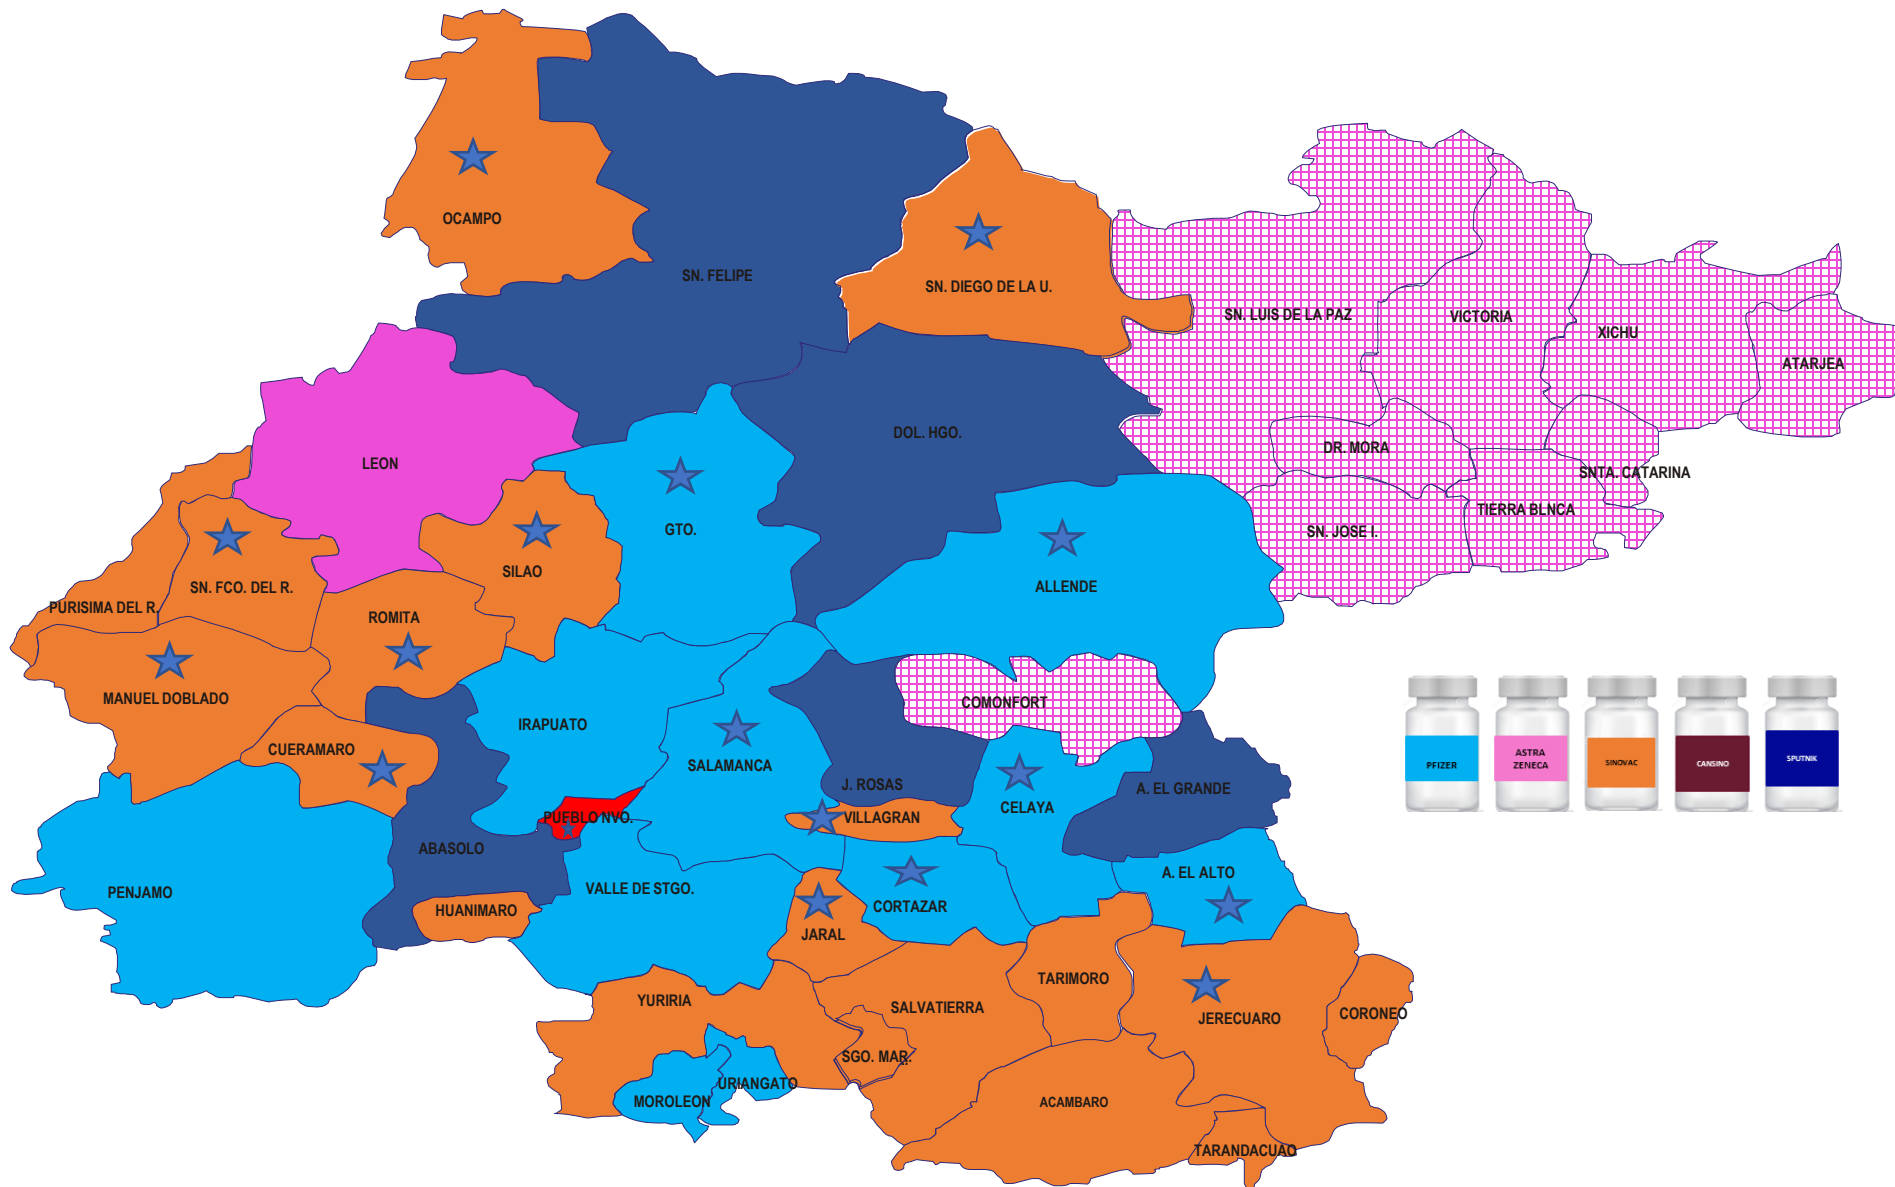 OCAMPO
SN. FELIPE
SN. DIEGO DE LA U.
SN. LUIS DE LA PAZ
VICTORIA
XICHU
ATARJEA
DOL. HGO.
DR. MORA
LEON
SNTA. CATARINA
TIERRA BLNCA
GTO.
SN. JOSE I.
SILAO
SN. FCO. DEL R.
ALLENDE
PURISIMA DEL R.
ROMITA
MANUEL DOBLADO
COMONFORT
IRAPUATO
CUERAMARO
SALAMANCA
J. ROSAS
A. EL GRANDE
CELAYA
PUEBLO NVO.
VILLAGRAN
ABASOLO
A. EL ALTO
PENJAMO
VALLE DE STGO.
CORTAZAR
HUANIMARO
JARAL
TARIMORO
YURIRIA
SALVATIERRA
JERECUARO
CORONEO
SGO. MAR.
URIANGATO
MOROLEON
ACAMBARO
TARANDACUAO
PFIZER
ASTRA
ZENECA
SINOVAC
CANSINO
SPUTNIK